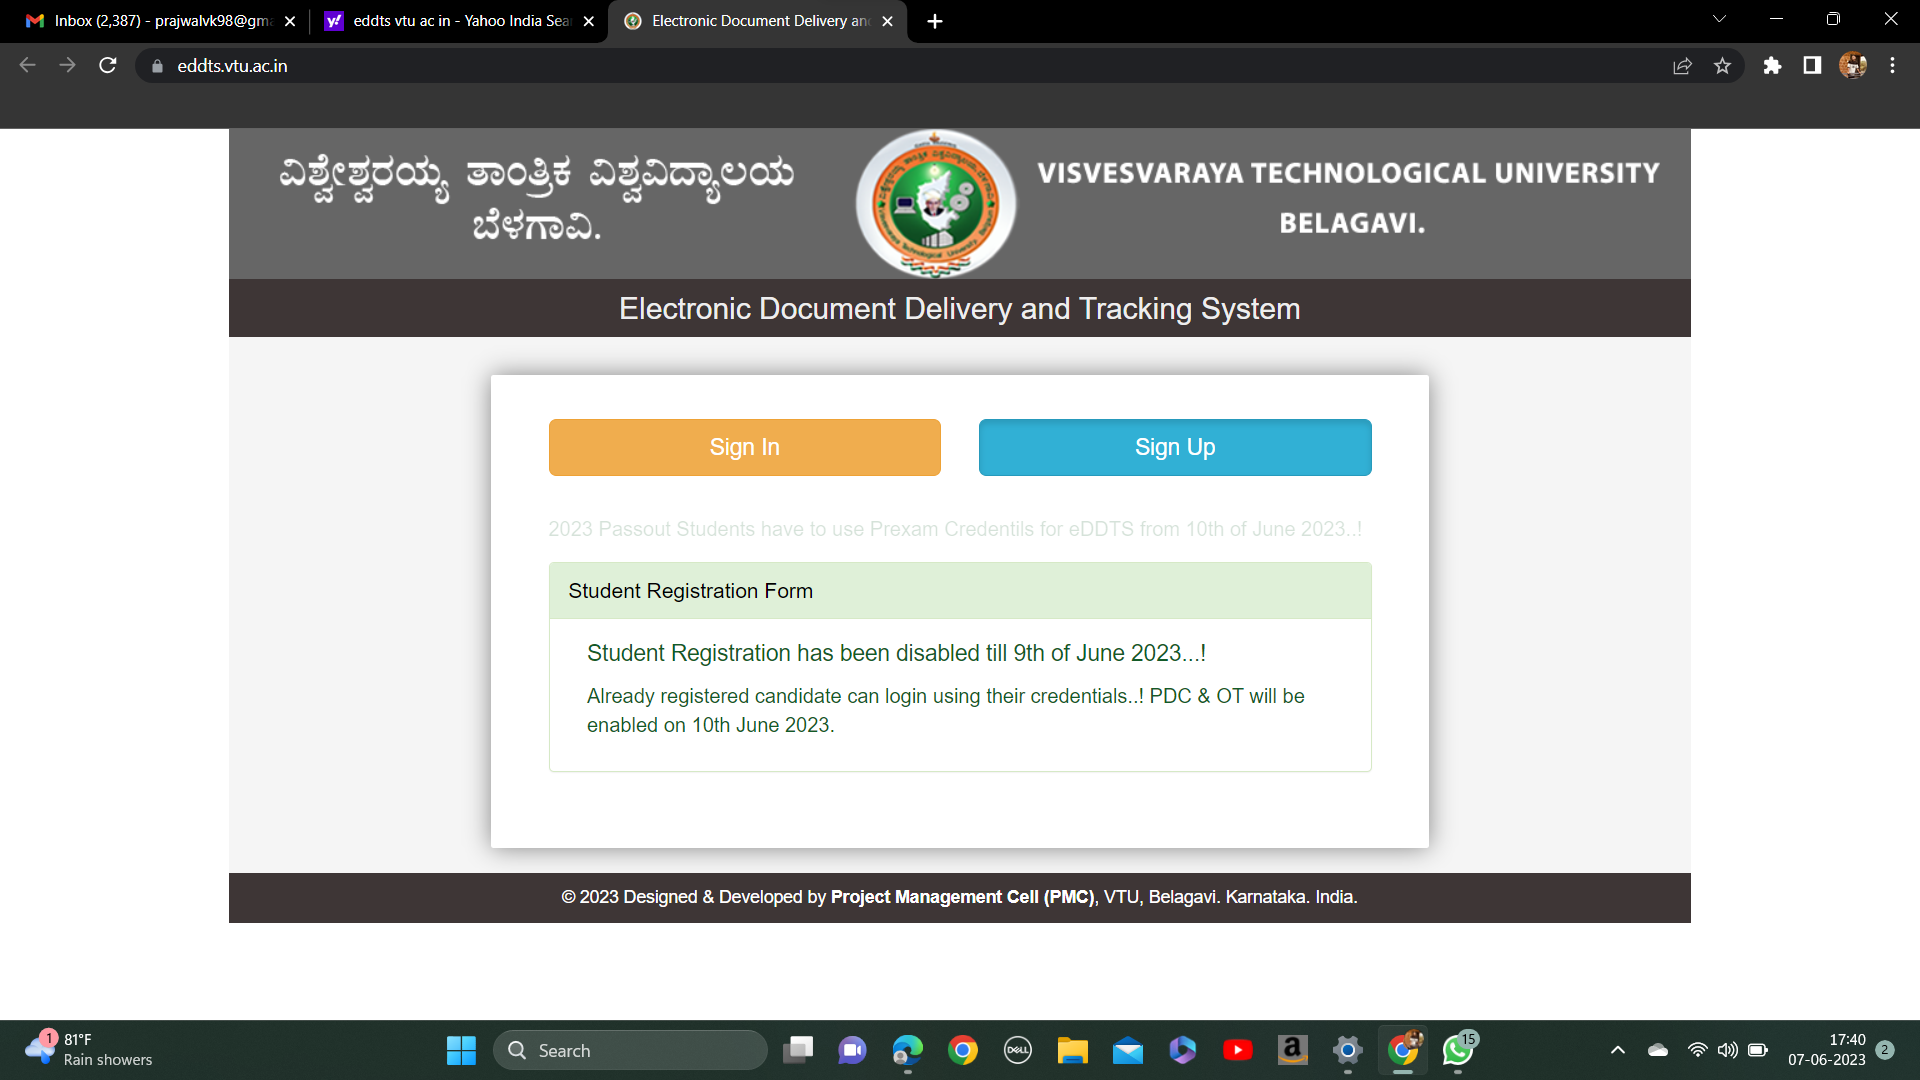 Inbox (2,387) - prajwalvk98@gma
eddts vtu ac in - Yahoo India Sea
Electronic Document Delivery an
eddts.vtu.ac.in
ವಿಶ್ವೇಶ್ವರಯ್ಯ ತಾಂತ್ರಿಕ ವಿಶ್ವವಿದ್ಯಾಲಯ
ಬೆಳಗಾವಿ.
VISVESVARAYA TECHNOLOGICAL UNIVERSITY
BELAGAVI.
Electronic Document Delivery and Tracking System
Sign In
Sign Up
2023 Passout Students have to use Prexam Credentils for eDDTS from 10th of June 2023..!
Student Registration Form
Student Registration has been disabled till 9th of June 2023...!
Already registered candidate can login using their credentials..! PDC & OT will be
enabled on 10th June 2023.
© 2023 Designed & Developed by Project Management Cell (PMC), VTU, Belagavi. Karnataka. India.
1
81°F
Rain showers
Search
DELL
a
15
17:40
07-06-2023
2